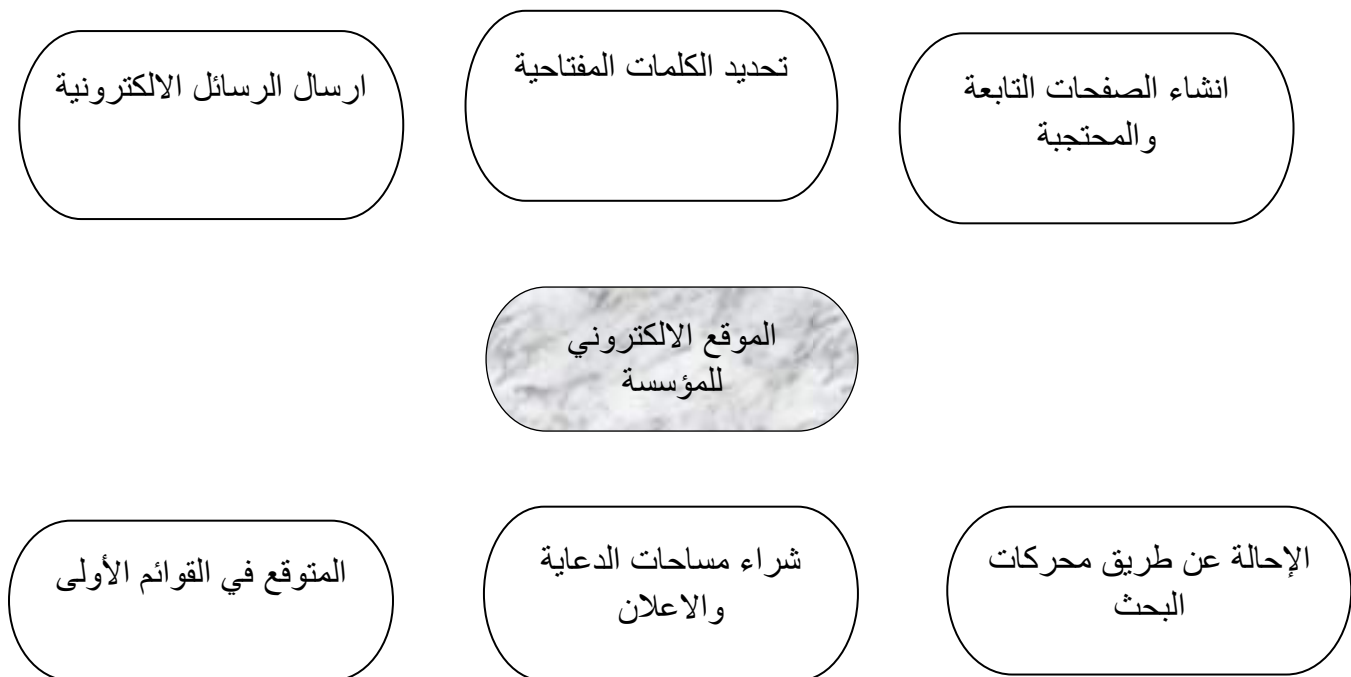 انشاء الصفحات التابعة
والمحتجبة
تحديد الكلمات المفتاحية
ارسال الرسائل الالكترونية
الموقع الالكتروني
للمؤسسة
الإحالة عن طريق محركات
البحث
شراء مساحات الدعاية
والاعلان
المتوقع في القوائم الأولى